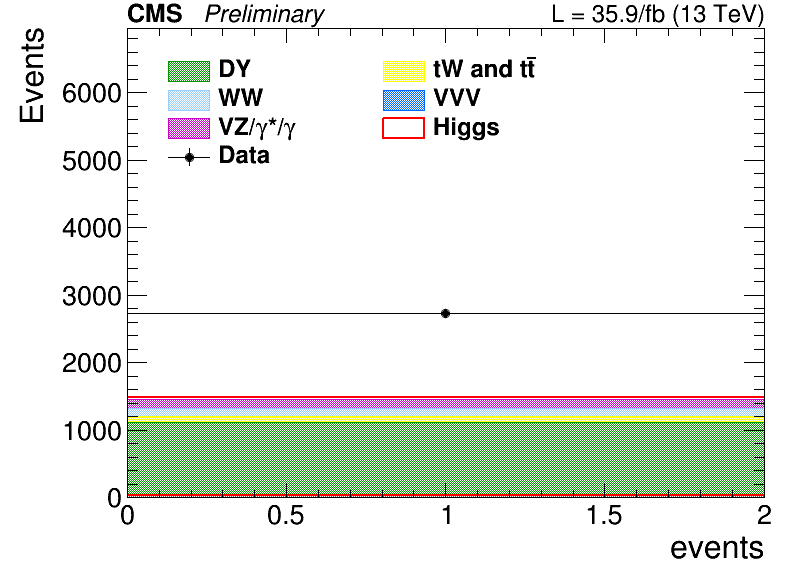 CMS Preliminary L = 35.9/fb (13 TeV)
Events
DY tW and tt̄
WW VVV
VZ/γ*/γ Higgs
Data
6000
5000
4000
3000
2000
1000
0
0 0.5 1 1.5 2
events